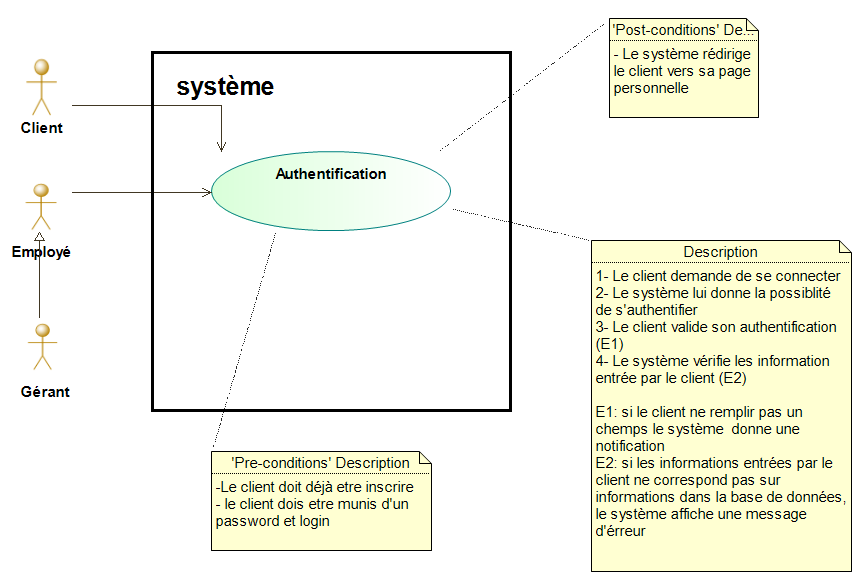 'Post-conditions' De...
- Le système rédirige
le client vers sa page
personnelle
système
Client
Authentification
Employé
Gérant
Description
1- Le client demande de se connecter
2- Le système lui donne la possiblité
de s'authentifier
3- Le client valide son authentification
(E1)
4- Le système vérifie les information
entrée par le client (E2)
E1: si le client ne remplir pas un
chemps le système donne une
notification
E2: si les informations entrées par le
client ne correspond pas sur
informations dans la base de données,
le système affiche une message
d'érreur
'Pre-conditions' Description
-Le client doit déjà etre inscrire
- le client dois etre munis d'un
password et login